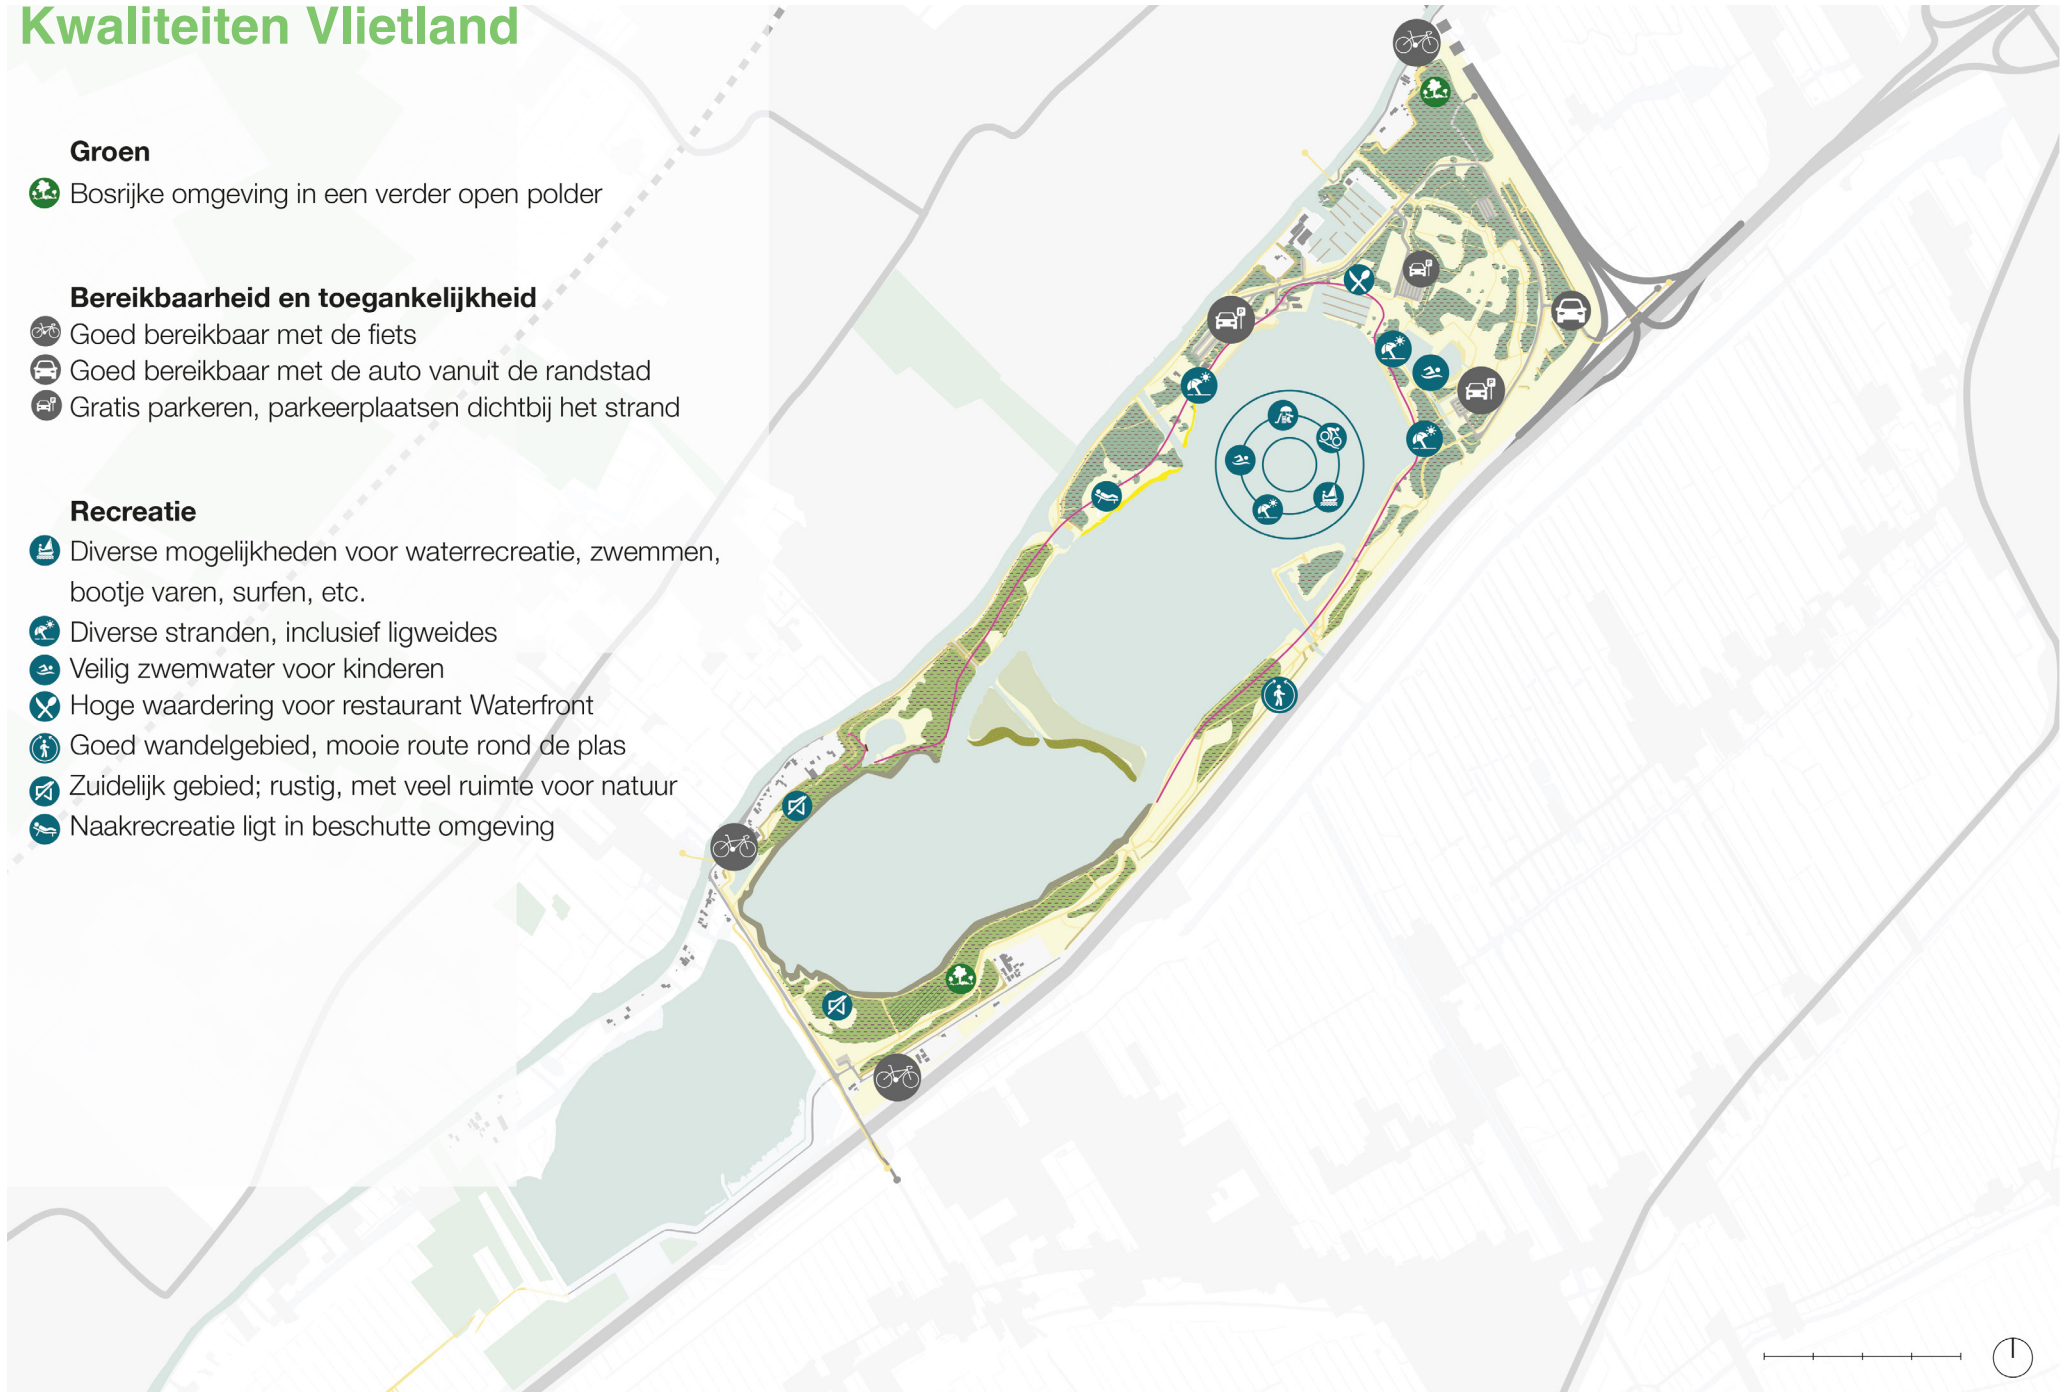 Kwaliteiten Vlietland
Groen
Bosrijke omgeving in een verder open polder
Bereikbaarheid en toegankelijkheid
Goed bereikbaar met de fiets
Goed bereikbaar met de auto vanuit de randstad
Gratis parkeren, parkeerplaatsen dichtbij het strand
Recreatie
Diverse mogelijkheden voor waterrecreatie, zwemmen,
bootje varen, surfen, etc.
Diverse stranden, inclusief ligweides
Veilig zwemwater voor kinderen
Hoge waardering voor restaurant Waterfront
Goed wandelgebied, mooie route rond de plas
Zuidelijk gebied; rustig, met veel ruimte voor natuur
Naakrecreatie ligt in beschutte omgeving